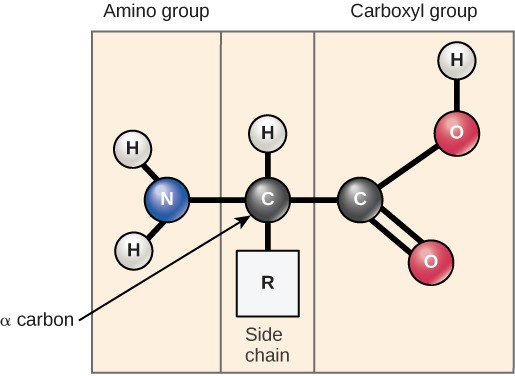 Amino group
Carboxyl group
H
H
H
O
N
C
C
H
O
R
α carbon
Side
chain